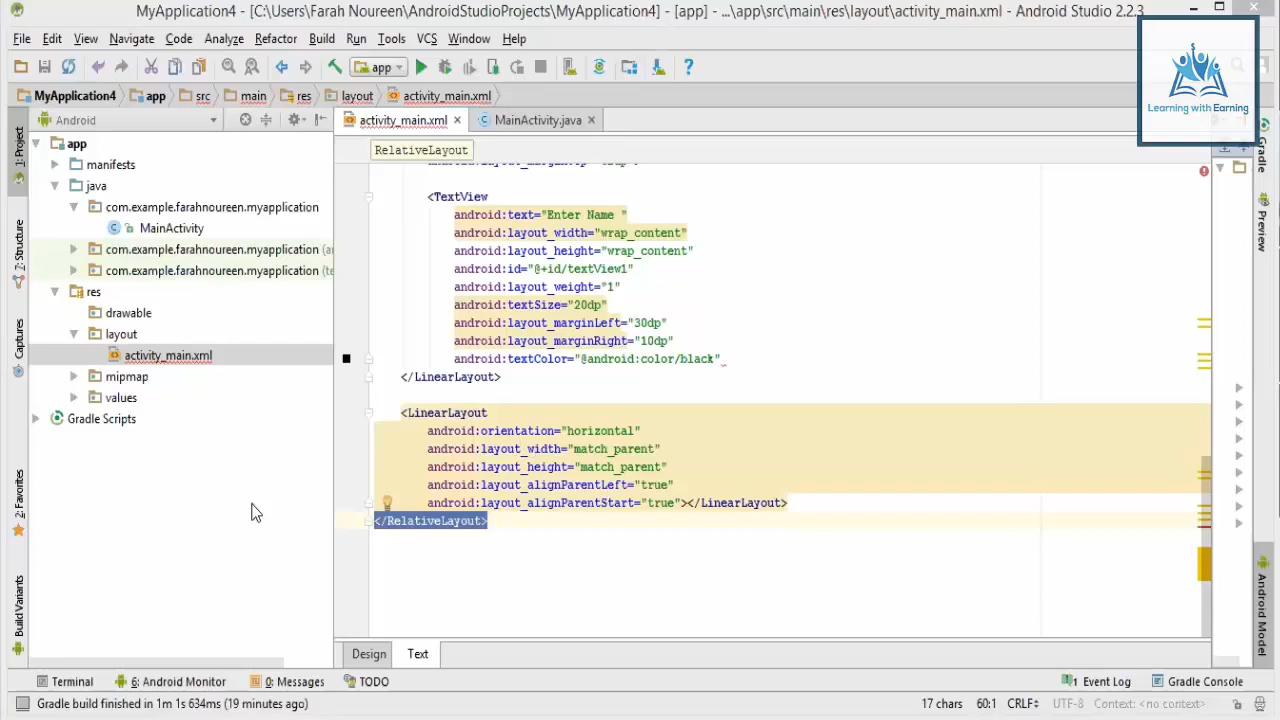 MyApplication4 - [C:\Users\Farah Noureen\AndroidStudioProjects\MyApplication4] - [app] - ...\app\src\main\res\layout\activity_main.xml - Android Studio 2.2.3
File Edit View Navigate Code Analyze Refactor Build Run Tools VCS Window Help
app
Learning with Earning
MyApplication4 app src main res layout activity_main.xml
Android
activity_main.xml MainActivity.java
RelativeLayout
1: Project
Z: Structure
Captures
2: Favorites
Build Variants
app
manifests
java
com.example.farahnoureen.myapplication
MainActivity
com.example.farahnoureen.myapplication
com.example.farahnoureen.myapplication
res
drawable
layout
activity_main.xml
mipmap
values
Gradle Scripts
<TextView
android:text="Enter Name "
android:layout_width="wrap_content"
android:layout_height="wrap_content"
android:id="@+id/textView1"
android:layout_weight="1"
android:textSize="20dp"
android:layout_marginLeft="30dp"
android:layout_marginRight="10dp"
android:textColor="@android:color/black"
</LinearLayout>
<LinearLayout
android:orientation="horizontal"
android:layout_width="match_parent"
android:layout_height="match_parent"
android:layout_alignParentLeft="true"
android:layout_alignParentStart="true"></LinearLayout>
</RelativeLayout>
Gradle
Preview
Android Model
Design Text
Terminal 6: Android Monitor 0: Messages TODO
1 Event Log Gradle Console
Gradle build finished in 1m 1s 634ms (19 minutes ago)
17 chars 60:1 CRLF UTF-8 Context: <no context>